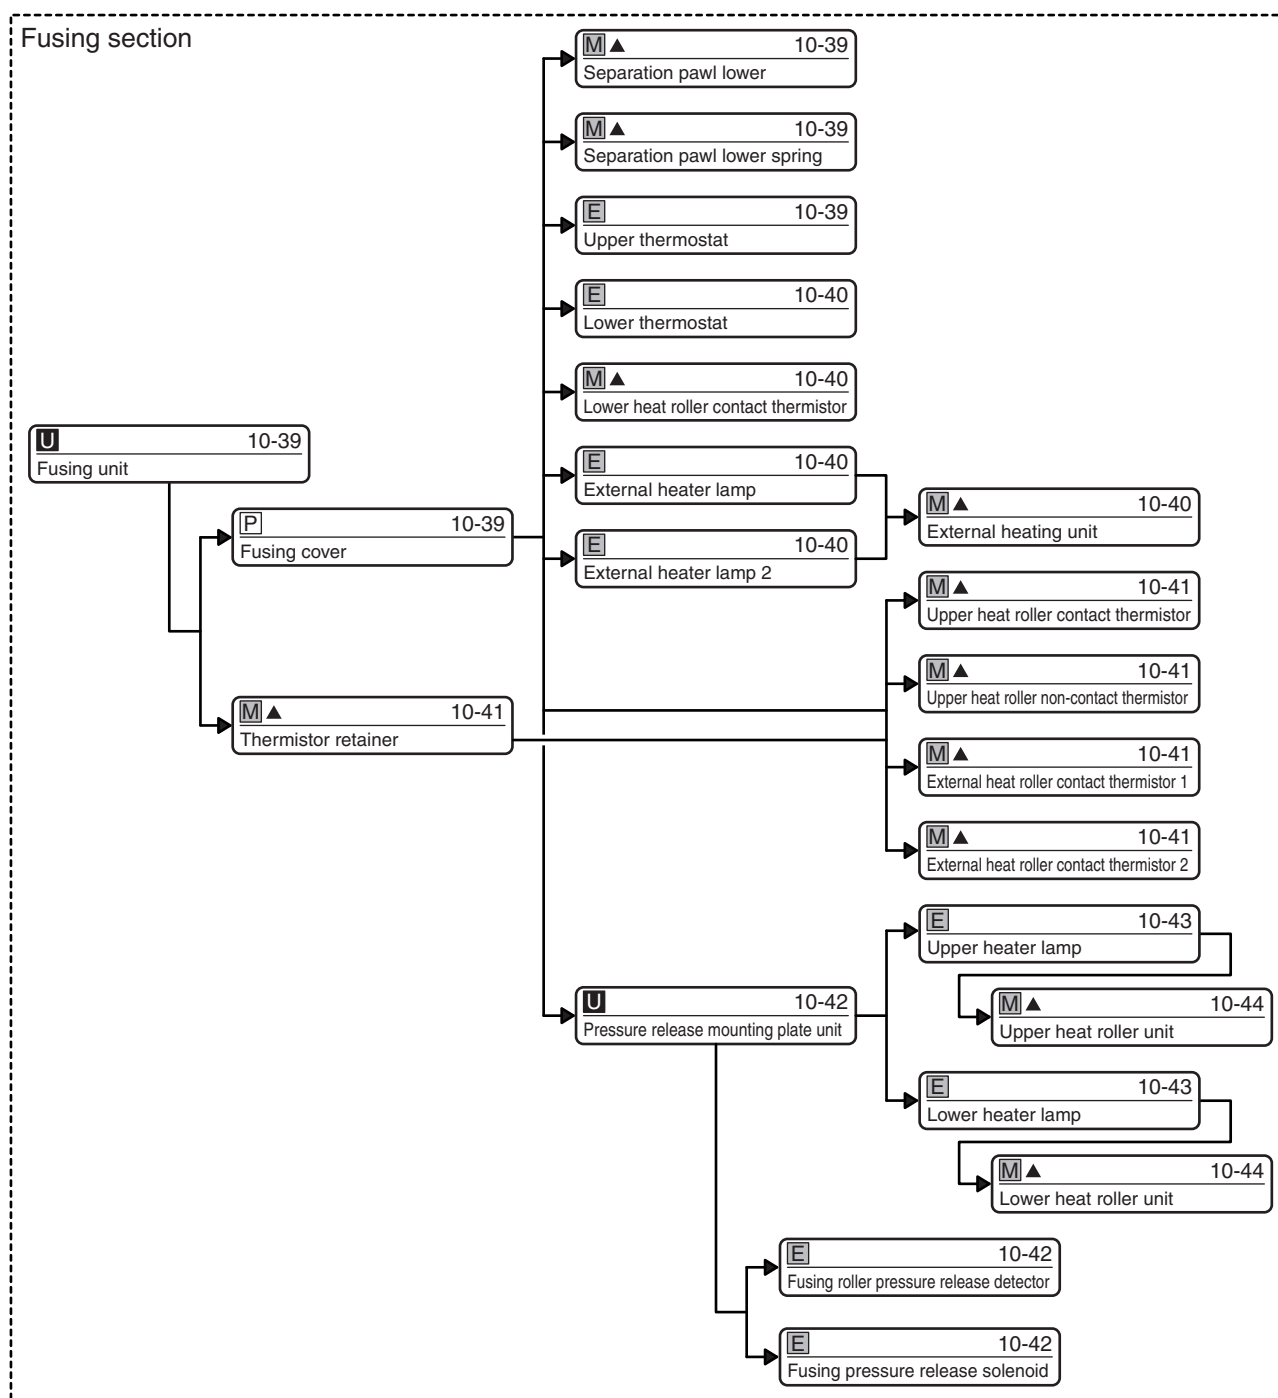 Fusing section
M ▲ 10-39
Separation pawl lower
M ▲ 10-39
Separation pawl lower spring
E 10-39
Upper thermostat
E 10-40
Lower thermostat
M ▲ 10-40
Lower heat roller contact thermistor
U 10-39
Fusing unit
E 10-40
External heater lamp
M ▲ 10-40
External heating unit
P 10-39
Fusing cover
E 10-40
External heater lamp 2
M ▲ 10-41
Upper heat roller contact thermistor
M ▲ 10-41
Upper heat roller non-contact thermistor
M ▲ 10-41
Thermistor retainer
M ▲ 10-41
External heat roller contact thermistor 1
M ▲ 10-41
External heat roller contact thermistor 2
E 10-43
Upper heater lamp
U 10-42
Pressure release mounting plate unit
M ▲ 10-44
Upper heat roller unit
E 10-43
Lower heater lamp
M ▲ 10-44
Lower heat roller unit
E 10-42
Fusing roller pressure release detector
E 10-42
Fusing pressure release solenoid